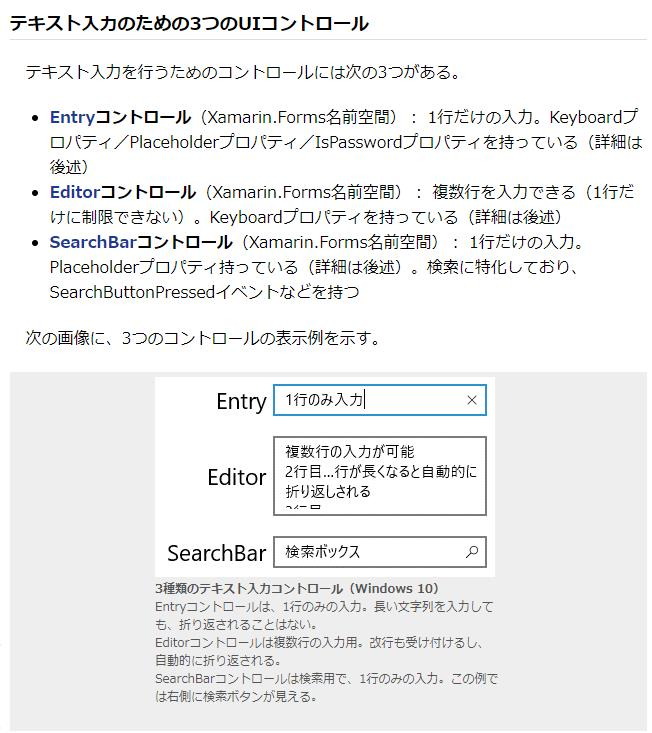 テキスト入力のための3つのUIコントロール
テキスト入力を行うためのコントロールには次の3つがある。
• Entryコントロール（Xamarin.Forms名前空間）： 1行だけの入力。Keyboardプ
ロパティ／Placeholderプロパティ／IsPasswordプロパティを持っている（詳細は
後述）
• Editorコントロール（Xamarin.Forms名前空間）： 複数行を入力できる（1行だ
けに制限できない）。Keyboardプロパティを持っている（詳細は後述）
• SearchBarコントロール（Xamarin.Forms名前空間）： 1行だけの入力。
Placeholderプロパティ持っている（詳細は後述）。検索に特化しており、
SearchButtonPressedイベントなどを持つ
次の画像に、3つのコントロールの表示例を示す。
Entry 1行のみ入力
複数行の入力が可能
Editor 2行目…行が長くなると自動的に
折り返しされる
3行目
SearchBar 検索ボックス
3種類のテキスト入力コントロール（Windows 10）
Entryコントロールは、1行のみの入力。長い文字列を入力して
も、折り返されることはない。
Editorコントロールは複数行の入力用。改行も受け付けるし、
自動的に折り返される。
SearchBarコントロールは検索用で、1行のみの入力。この例で
は右側に検索ボタンが見える。